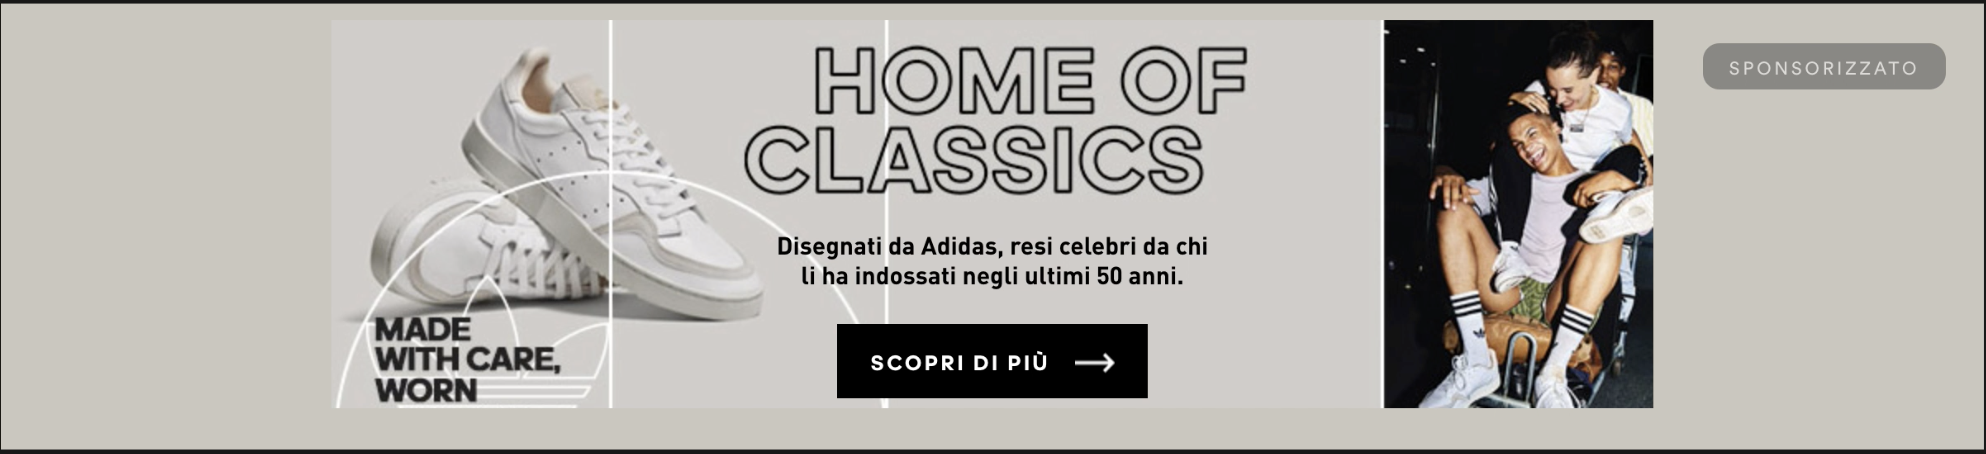 HOME OF
CLASSICS
Disegnati da Adidas, resi celebri da chi
li ha indossati negli ultimi 50 anni.
SCOPRI DI PIÙ
MADE
WITH CARE,
WORN
SPONSORIZZATO